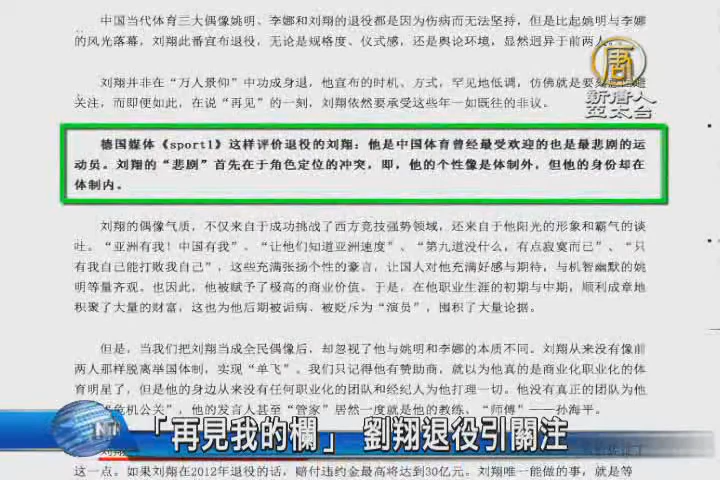 中国当代体育三大偶像姚明、李娜和刘翔的退役都是因为伤病而无法坚持，但是比起姚明与李娜
的风光落幕，刘翔此番宣布退役，无论是规格度、仪式感，还是舆论环境，显然迥异于前两人。
唐
新唐人
亞太台
刘翔并非在“万人景仰”中功成身退，他宣布的时机、方式，罕见地低调，仿佛就是要
关注，而即便如此，在说“再见”的一刻，刘翔依然要承受这些年一如既往的非议。
德国媒体《sport1》这样评价退役的刘翔：他是中国体育曾经最受欢迎的也是最悲剧的运
动员。刘翔的“悲剧”首先在于角色定位的冲突，即，他的个性像是体制外，但他的身份却在
体制内。
刘翔的偶像气质，不仅来自于成功挑战了西方竞技强势领域，还来自于他阳光的形象和霸气的谈
吐。“亚洲有我！中国有我”、“让他们知道亚洲速度”、“第九道没什么，有点寂寞而已”、“只
有我自己能打败我自己”，这些充满张扬个性的豪言，让国人对他充满好感与期待，与机智幽默的姚
明等量齐观。也因此，他被赋予了极高的商业价值。于是，在他职业生涯的初期与中期，顺利成章地
积聚了大量的财富，这也为他后期被诟病、被贬斥为“演员”，囤积了大量论据。
但是，当我们把刘翔当成全民偶像后，却忽视了他与姚明和李娜的本质不同。刘翔从来没有像前
两人那样脱离举国体制，实现“单飞”。我们只记得他有赞助商，就以为他真的是商业化职业化的体
育明星了，但是他的身边从来没有任何职业化的团队和经纪人为他打理一切。他没有真正的团队为他
“危机公关”，他的发言人甚至“管家”居然一度就是他的教练、“师傅”——孙海平。
「再見我的欄」 劉翔退役引關注
这一点。如果刘翔在2012年退役的话，赔付违约金最高将达到30亿元。刘翔唯一能做的事，就是等